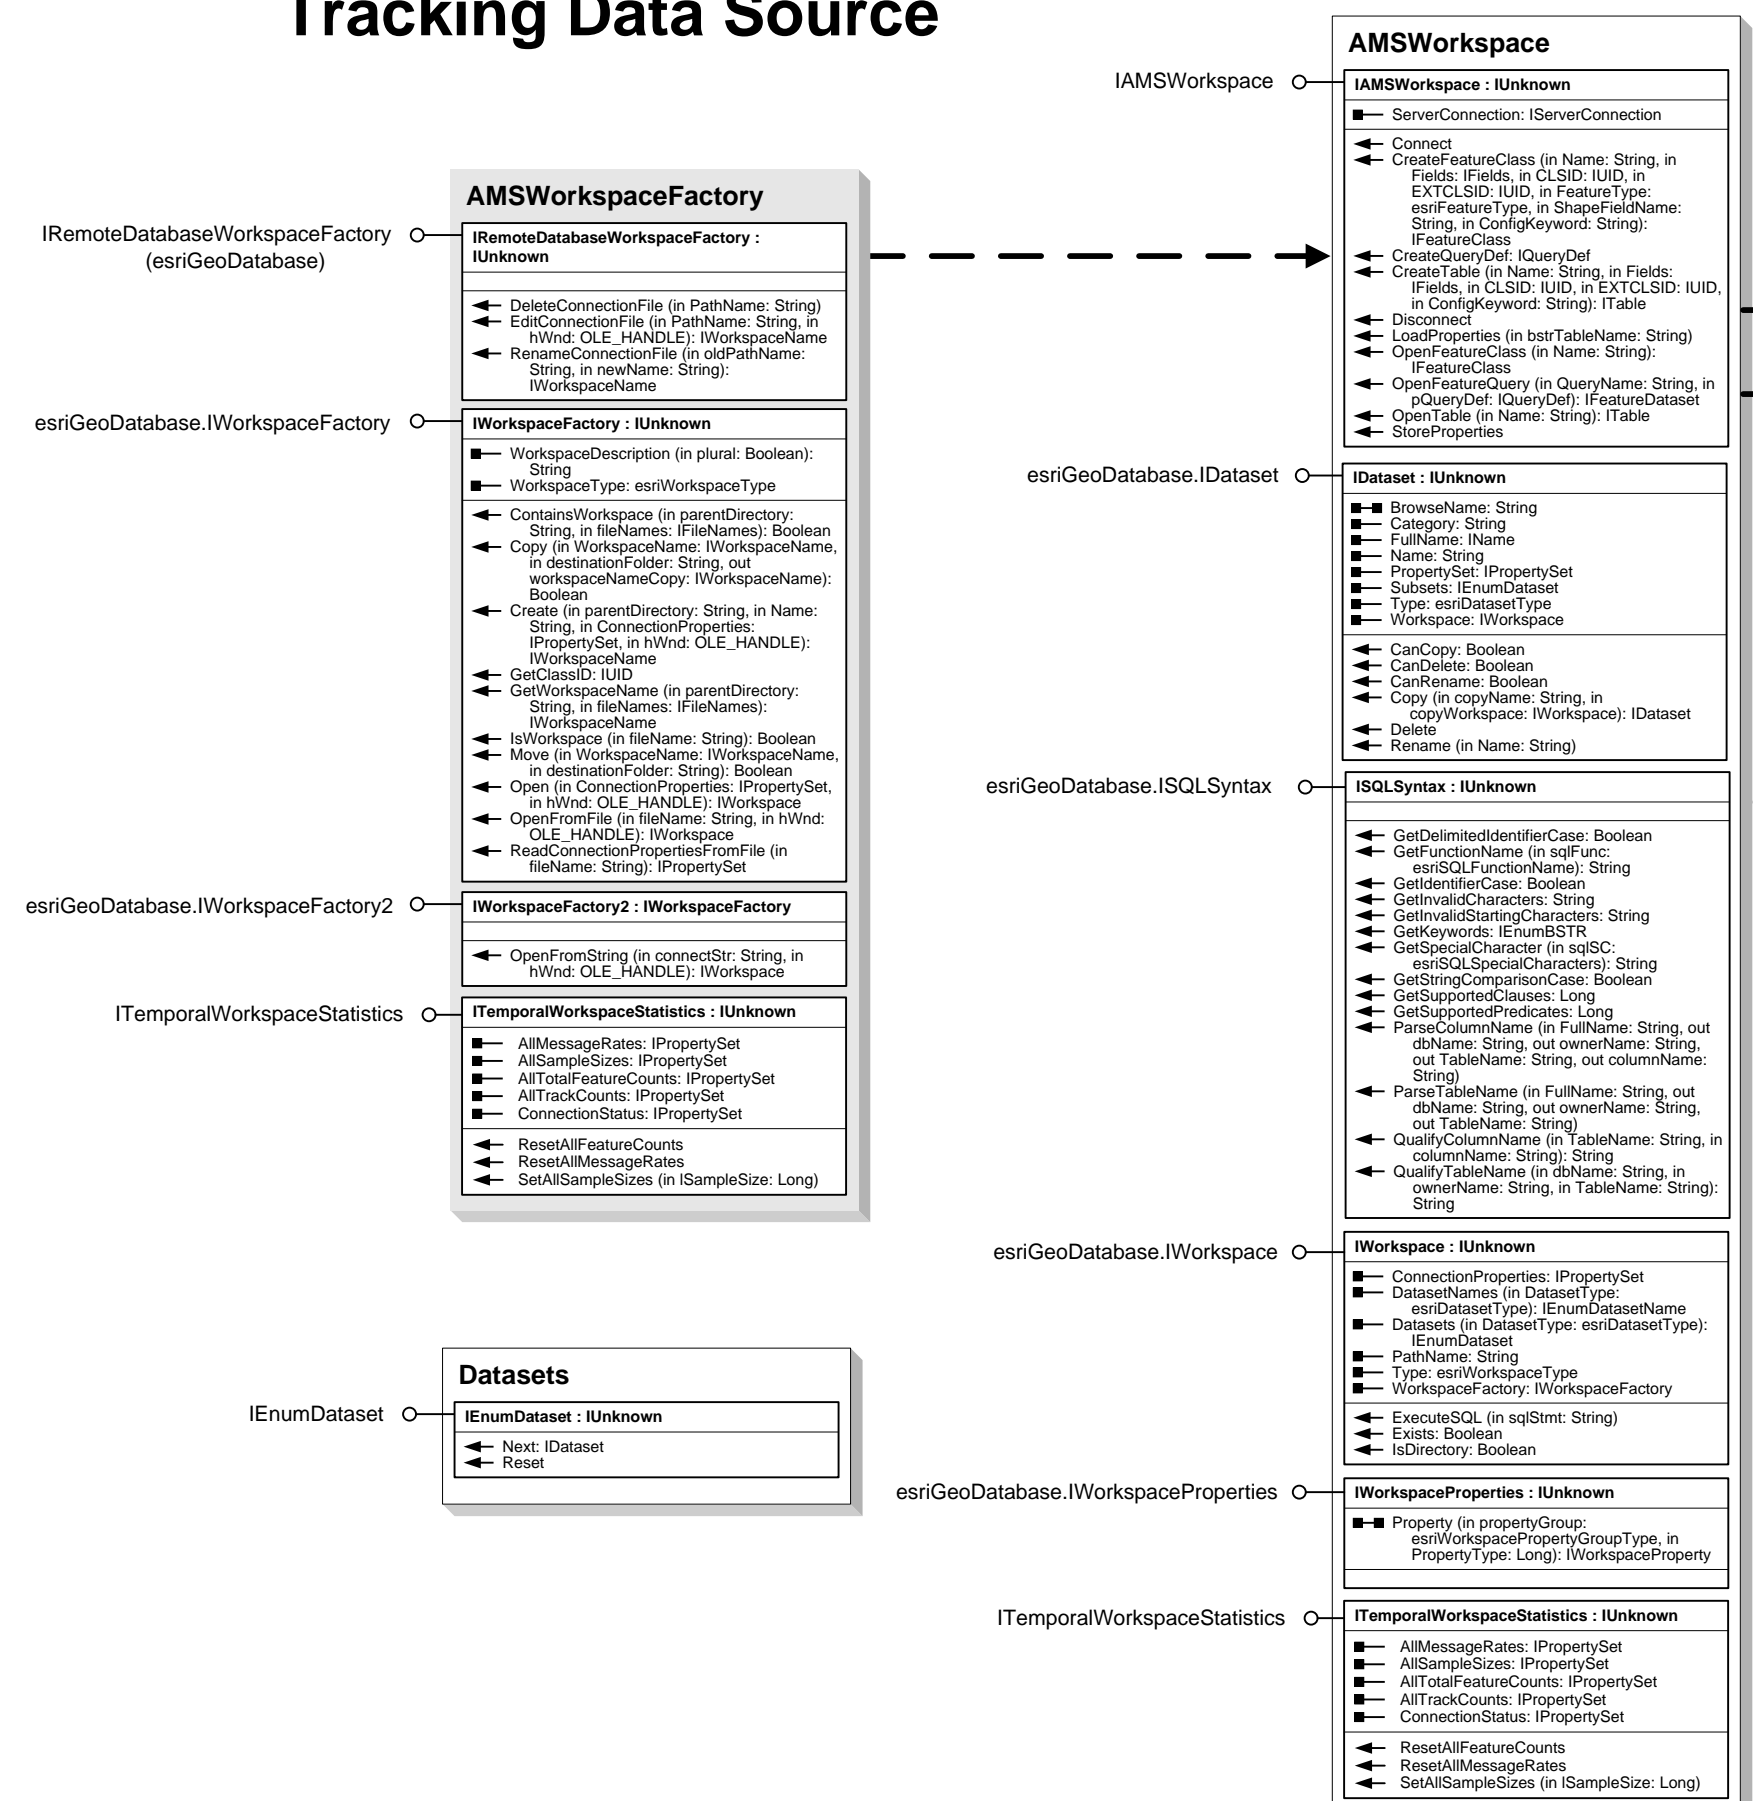 Tracking Data Source
IRemoteDatabaseWorkspaceFactory
(esriGeoDatabase)
esriGeoDatabase.IWorkspaceFactory
esriGeoDatabase.IWorkspaceFactory2
ITemporalWorkspaceStatistics
AMSWorkspaceFactory
IRemoteDatabaseWorkspaceFactory :
IUnknown
DeleteConnectionFile (in PathName: String)
EditConnectionFile (in PathName: String, in
hWnd: OLE_HANDLE): IWorkspaceName
RenameConnectionFile (in oldPathName:
String, in newName: String):
IWorkspaceName
IWorkspaceFactory : IUnknown
WorkspaceDescription (in plural: Boolean):
String
WorkspaceType: esriWorkspaceType
ContainsWorkspace (in parentDirectory:
String, in fileNames: IFileNames): Boolean
Copy (in WorkspaceName: IWorkspaceName,
in destinationFolder: String, out
workspaceNameCopy: IWorkspaceName):
Boolean
Create (in parentDirectory: String, in Name:
String, in ConnectionProperties:
IPropertySet, in hWnd: OLE_HANDLE):
IWorkspaceName
GetClassID: IUID
GetWorkspaceName (in parentDirectory:
String, in fileNames: IFileNames):
IWorkspaceName
IsWorkspace (in fileName: String): Boolean
Move (in WorkspaceName: IWorkspaceName,
in destinationFolder: String): Boolean
Open (in ConnectionProperties: IPropertySet,
in hWnd: OLE_HANDLE): IWorkspace
OpenFromFile (in fileName: String, in hWnd:
OLE_HANDLE): IWorkspace
ReadConnectionPropertiesFromFile (in
fileName: String): IPropertySet
IWorkspaceFactory2 : IWorkspaceFactory
OpenFromString (in connectStr: String, in
hWnd: OLE_HANDLE): IWorkspace
ITemporalWorkspaceStatistics : IUnknown
AllMessageRates: IPropertySet
AllSampleSizes: IPropertySet
AllTotalFeatureCounts: IPropertySet
AllTrackCounts: IPropertySet
ConnectionStatus: IPropertySet
ResetAllFeatureCounts
ResetAllMessageRates
SetAllSampleSizes (in lSampleSize: Long)
IEnumDataset
Datasets
IEnumDataset : IUnknown
Next: IDataset
Reset
IAMSWorkspace
esriGeoDatabase.IDataset
esriGeoDatabase.ISQLSyntax
esriGeoDatabase.IWorkspace
esriGeoDatabase.IWorkspaceProperties
ITemporalWorkspaceStatistics
AMSWorkspace
IAMSWorkspace : IUnknown
ServerConnection: IServerConnection
Connect
CreateFeatureClass (in Name: String, in
Fields: IFields, in CLSID: IUID, in
EXTCLSID: IUID, in FeatureType:
esriFeatureType, in ShapeFieldName:
String, in ConfigKeyword: String):
IFeatureClass
CreateQueryDef: IQueryDef
CreateTable (in Name: String, in Fields:
IFields, in CLSID: IUID, in EXTCLSID: IUID,
in ConfigKeyword: String): ITable
Disconnect
LoadProperties (in bstrTableName: String)
OpenFeatureClass (in Name: String):
IFeatureClass
OpenFeatureQuery (in QueryName: String, in
pQueryDef: IQueryDef): IFeatureDataset
OpenTable (in Name: String): ITable
StoreProperties
IDataset : IUnknown
BrowseName: String
Category: String
FullName: IName
Name: String
PropertySet: IPropertySet
Subsets: IEnumDataset
Type: esriDatasetType
Workspace: IWorkspace
CanCopy: Boolean
CanDelete: Boolean
CanRename: Boolean
Copy (in copyName: String, in
copyWorkspace: IWorkspace): IDataset
Delete
Rename (in Name: String)
ISQLSyntax : IUnknown
GetDelimitedIdentifierCase: Boolean
GetFunctionName (in sqlFunc:
esriSQLFunctionName): String
GetIdentifierCase: Boolean
GetInvalidCharacters: String
GetInvalidStartingCharacters: String
GetKeywords: IEnumBSTR
GetSpecialCharacter (in sqlSC:
esriSQLSpecialCharacters): String
GetStringComparisonCase: Boolean
GetSupportedClauses: Long
GetSupportedPredicates: Long
ParseColumnName (in FullName: String, out
dbName: String, out ownerName: String,
out TableName: String, out columnName:
String)
ParseTableName (in FullName: String, out
dbName: String, out ownerName: String,
out TableName: String)
QualifyColumnName (in TableName: String, in
columnName: String): String
QualifyTableName (in dbName: String, in
ownerName: String, in TableName: String):
String
IWorkspace : IUnknown
ConnectionProperties: IPropertySet
DatasetNames (in DatasetType:
esriDatasetType): IEnumDatasetName
Datasets (in DatasetType: esriDatasetType):
IEnumDataset
PathName: String
Type: esriWorkspaceType
WorkspaceFactory: IWorkspaceFactory
ExecuteSQL (in sqlStmt: String)
Exists: Boolean
IsDirectory: Boolean
IWorkspaceProperties : IUnknown
Property (in propertyGroup:
esriWorkspacePropertyGroupType, in
PropertyType: Long): IWorkspaceProperty
ITemporalWorkspaceStatistics : IUnknown
AllMessageRates: IPropertySet
AllSampleSizes: IPropertySet
AllTotalFeatureCounts: IPropertySet
AllTrackCounts: IPropertySet
ConnectionStatus: IPropertySet
ResetAllFeatureCounts
ResetAllMessageRates
SetAllSampleSizes (in lSampleSize: Long)